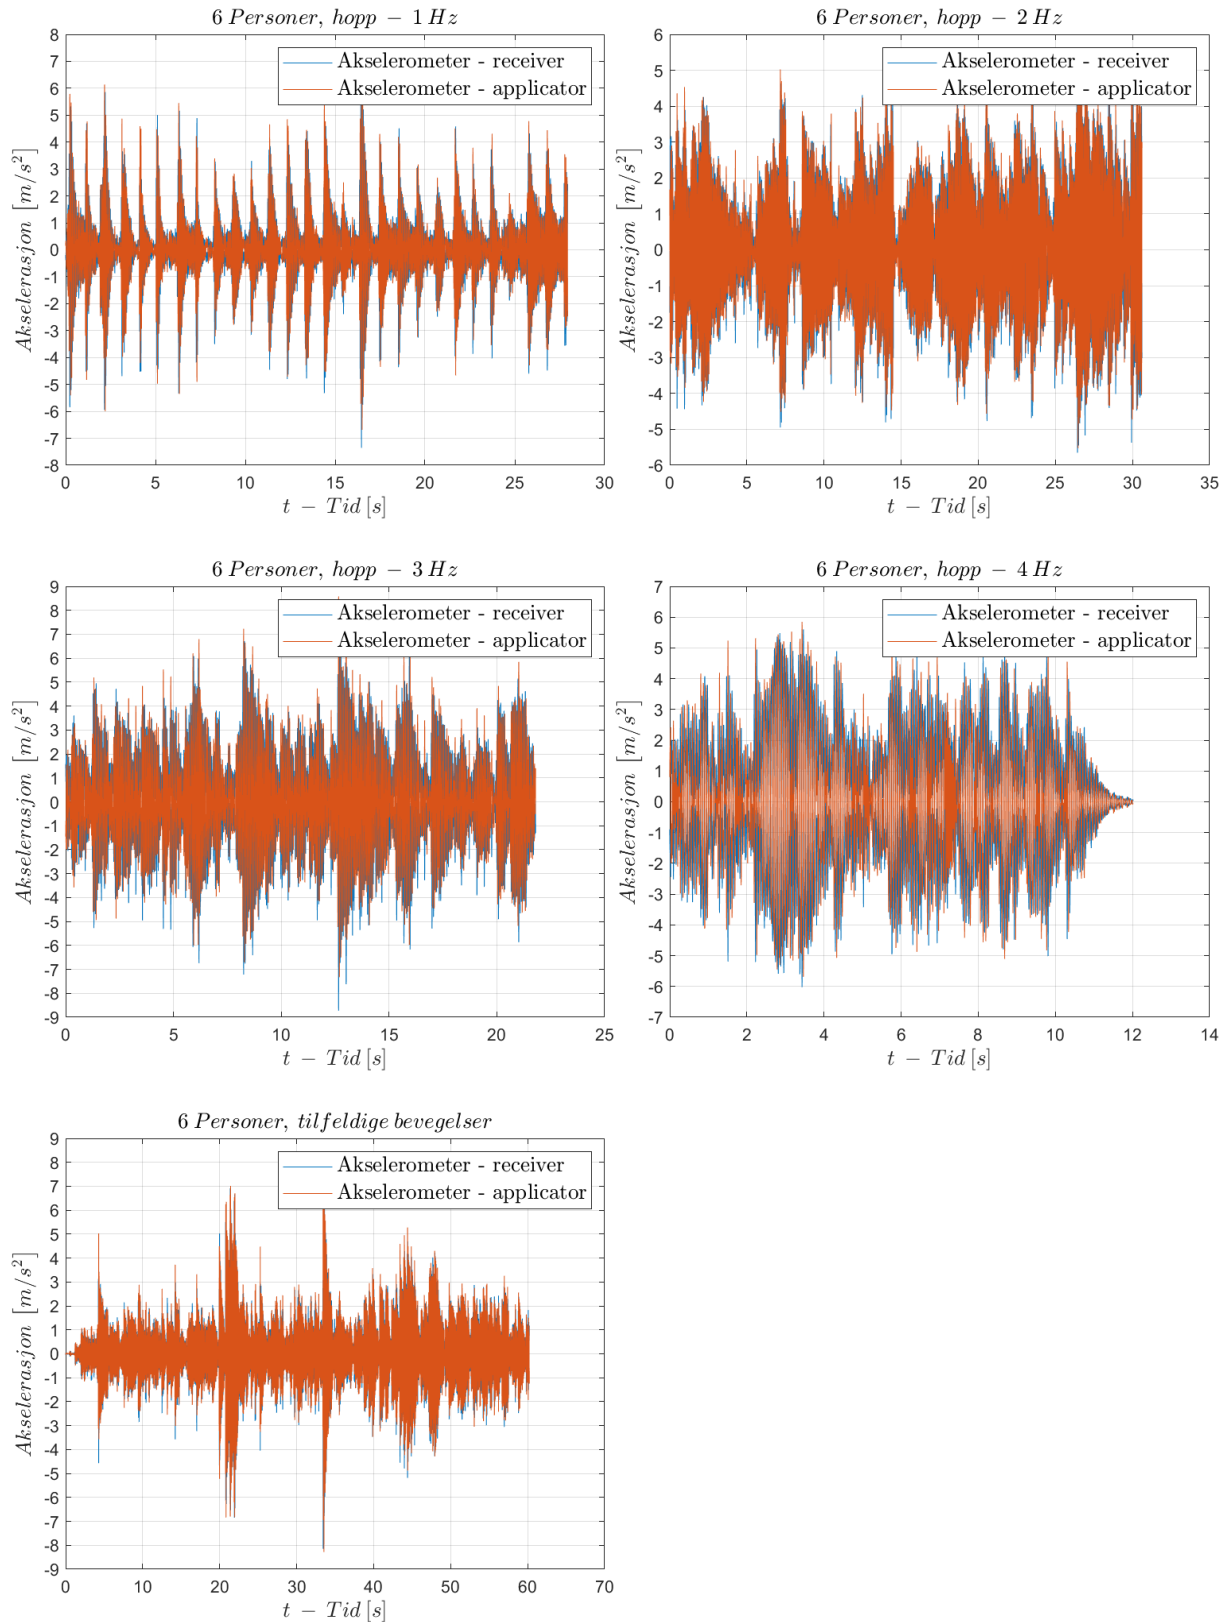 6 Personer, hopp − 1 Hz
8
7
6
5
4
3
2
1
0
-1
-2
-3
-4
-5
-6
-7
-8
Akselerasjon [m/s²]
Akselerometer - receiver
Akselerometer - applicator
0 5 10 15 20 25 30
t − Tid [s]
6 Personer, hopp − 2 Hz
6
5
4
3
2
1
0
-1
-2
-3
-4
-5
-6
Akselerasjon [m/s²]
Akselerometer - receiver
Akselerometer - applicator
0 5 10 15 20 25 30 35
t − Tid [s]
6 Personer, hopp − 3 Hz
9
8
7
6
5
4
3
2
1
0
-1
-2
-3
-4
-5
-6
-7
-8
-9
Akselerasjon [m/s²]
Akselerometer - receiver
Akselerometer - applicator
0 5 10 15 20 25
t − Tid [s]
6 Personer, hopp − 4 Hz
7
6
5
4
3
2
1
0
-1
-2
-3
-4
-5
-6
-7
Akselerasjon [m/s²]
Akselerometer - receiver
Akselerometer - applicator
0 2 4 6 8 10 12 14
t − Tid [s]
6 Personer, tilfeldige bevegelser
9
8
7
6
5
4
3
2
1
0
-1
-2
-3
-4
-5
-6
-7
-8
-9
Akselerasjon [m/s²]
Akselerometer - receiver
Akselerometer - applicator
0 10 20 30 40 50 60 70
t − Tid [s]